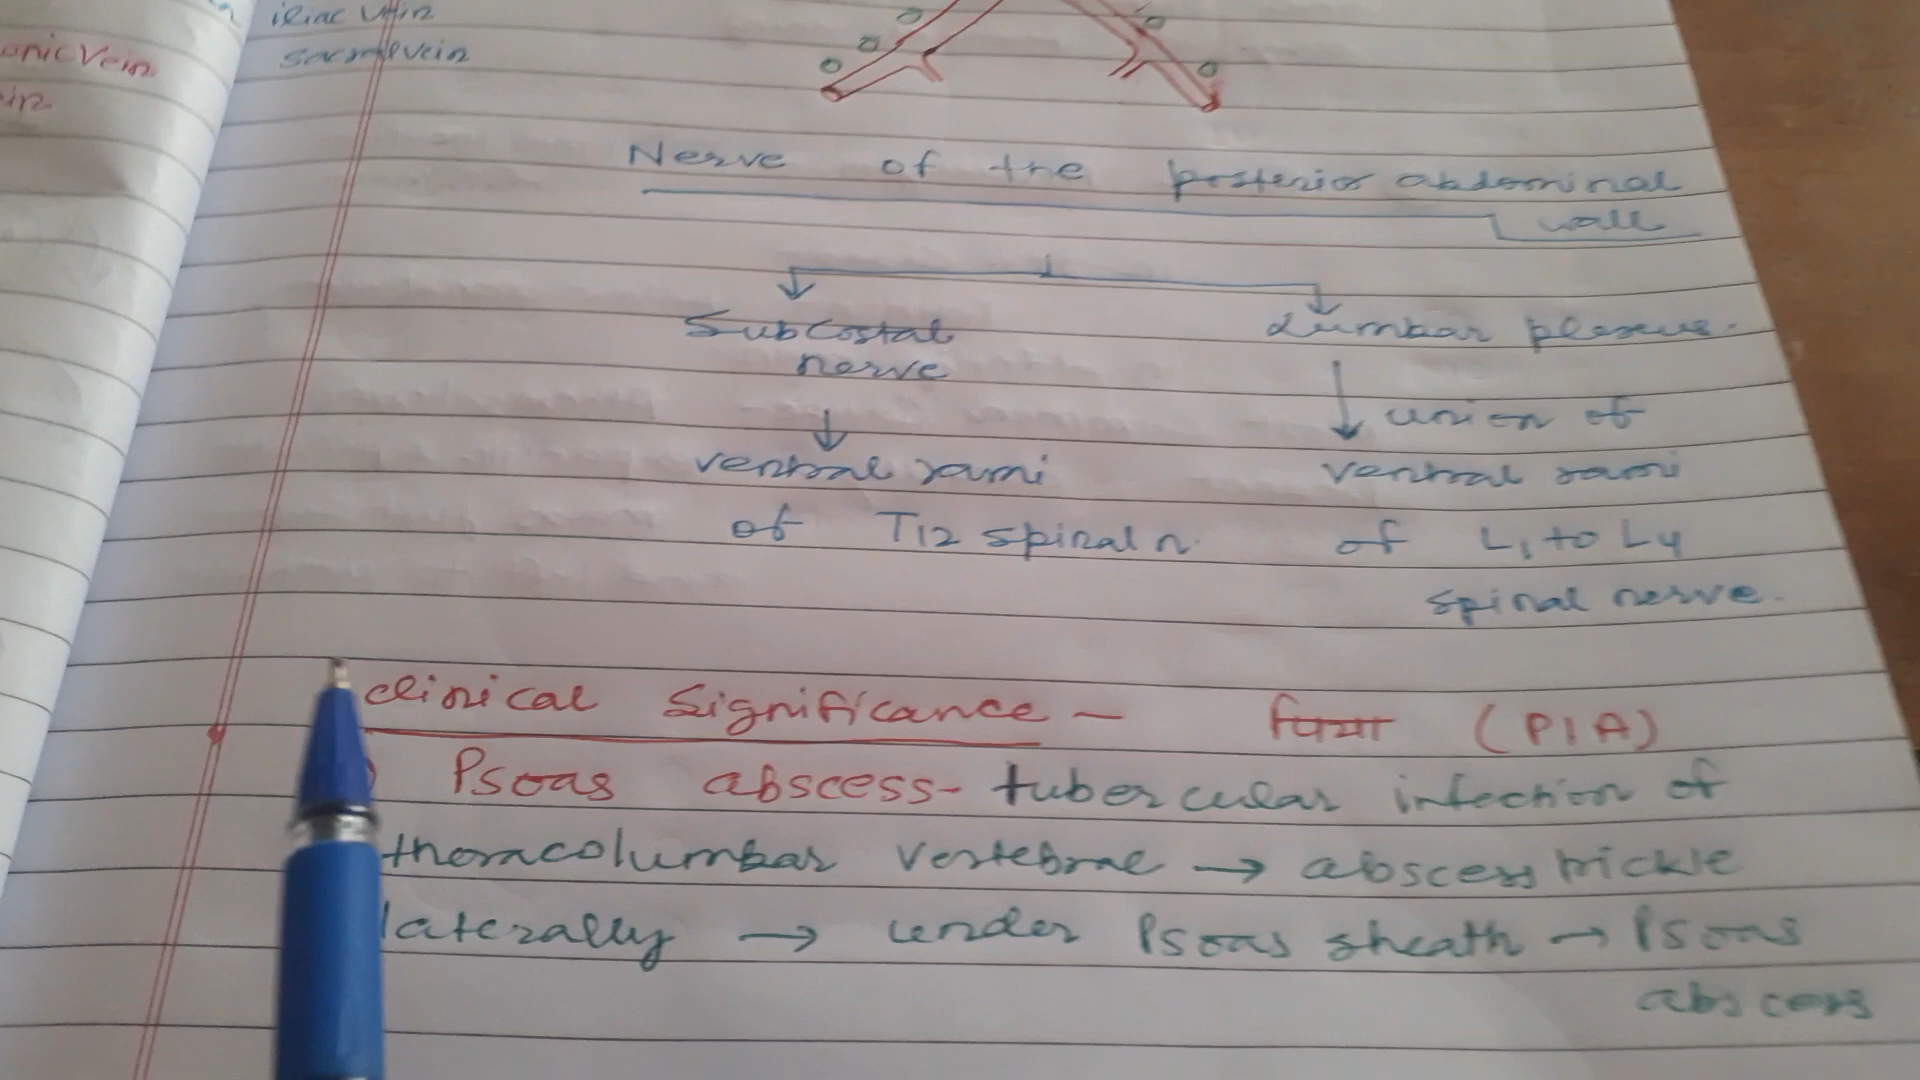 iliac vein
sacral vein
onic vein
ein
Nerve of the posterior abdominal
wall
Subcostal
nerve
Lumbar plexus.
union of
ventral rami
of T12 spinal n.
ventral rami
of L1 to L4
spinal nerve.
clinical significance - पिया (PIA)
Psoas abscess- tubercular infection of
thoracolumbar vertebrae → abscess trickle
laterally → under Psoas sheath → Psoas
abscess